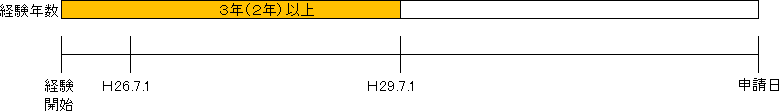 経験年数
３年（２年）以上
経験
開始
H26.7.1
H29.7.1
申請日